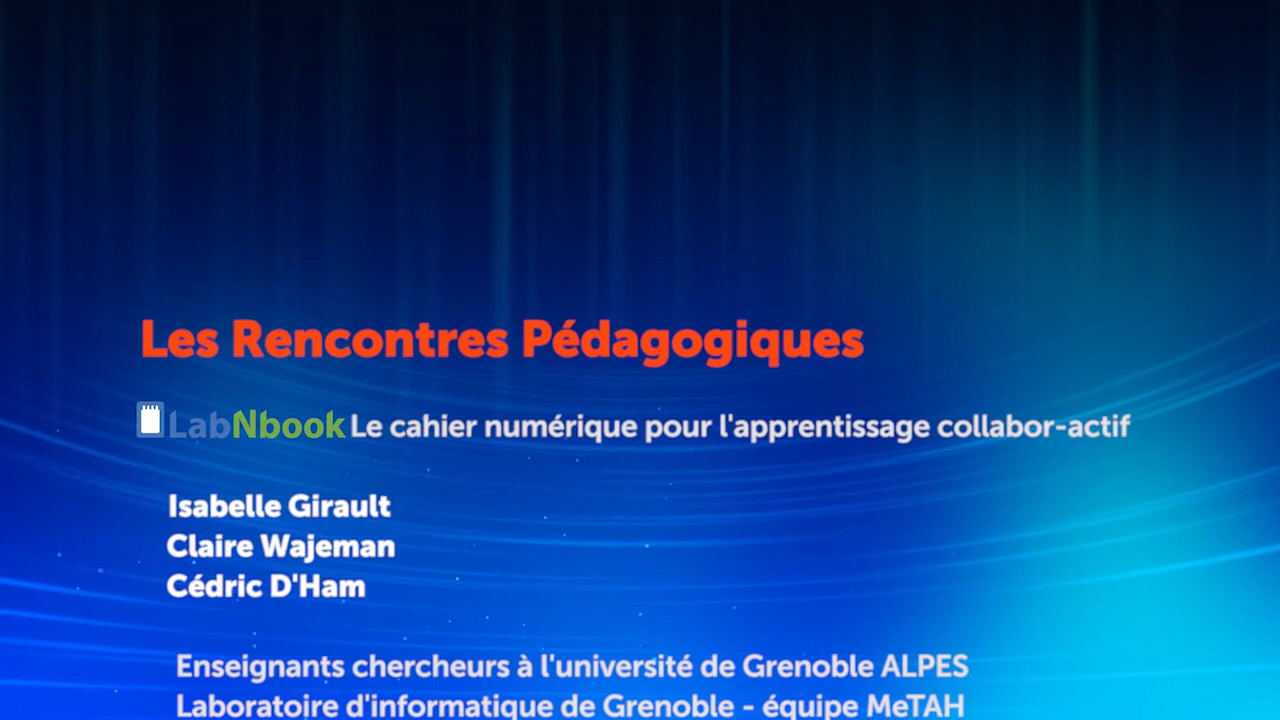 Les Rencontres Pédagogiques
LabNbook Le cahier numérique pour l'apprentissage collabor-actif
Isabelle Girault
Claire Wajeman
Cédric D'Ham
Enseignants chercheurs à l'université de Grenoble ALPES
Laboratoire d'informatique de Grenoble - équipe MeTAH